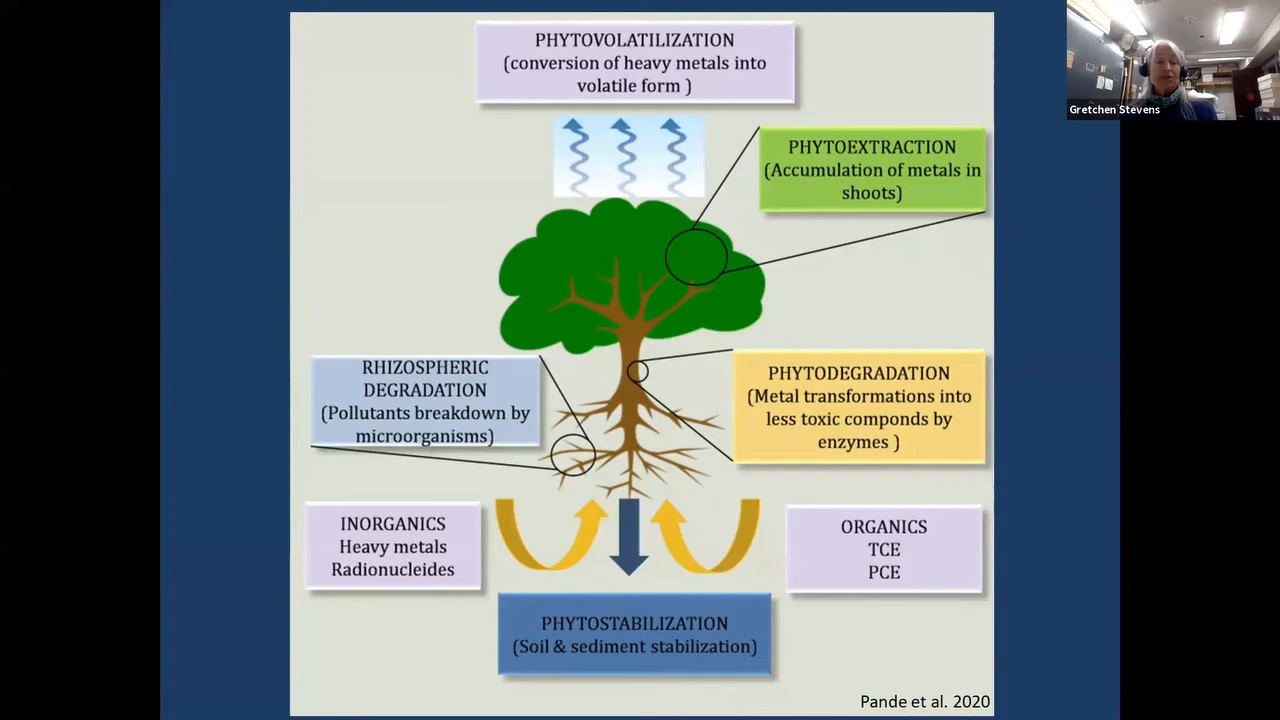 PHYTOVOLATILIZATION
(conversion of heavy metals into
volatile form )
Gretchen Stevens
PHYTOEXTRACTION
(Accumulation of metals in
shoots)
RHIZOSPHERIC
DEGRADATION
(Pollutants breakdown by
microorganisms)
PHYTODEGRADATION
(Metal transformations into
less toxic componds by
enzymes )
INORGANICS
Heavy metals
Radionucleides
ORGANICS
TCE
PCE
PHYTOSTABILIZATION
(Soil & sediment stabilization)
Pande et al. 2020